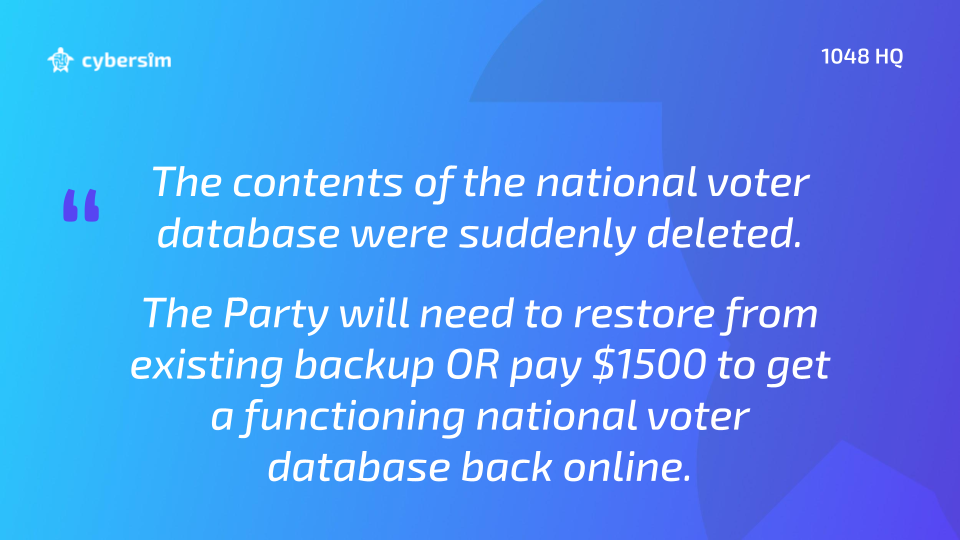 cybersim
1048 HQ
“
The contents of the national voter
database were suddenly deleted.
The Party will need to restore from
existing backup OR pay $1500 to get
a functioning national voter
database back online.